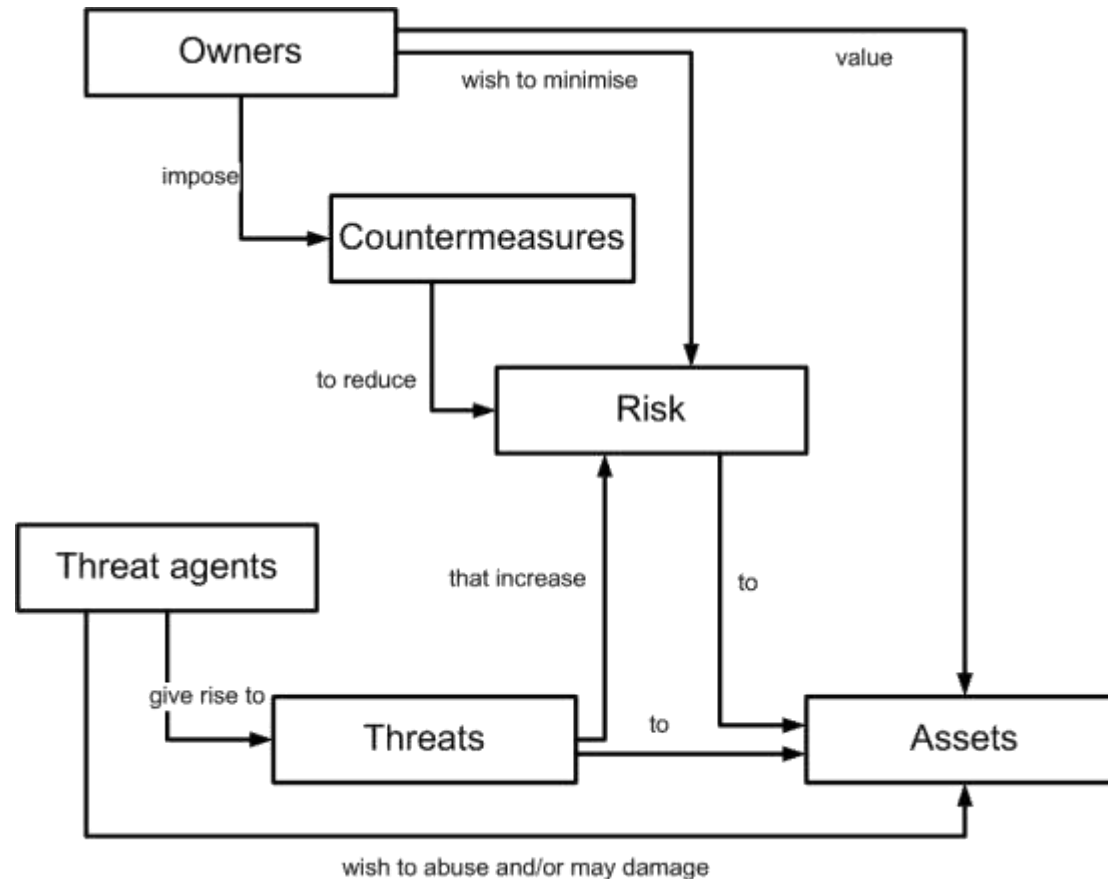 Owners
value
wish to minimise
impose
Countermeasures
to reduce
Risk
Threat agents
that increase
to
give rise to
Threats
to
Assets
wish to abuse and/or may damage